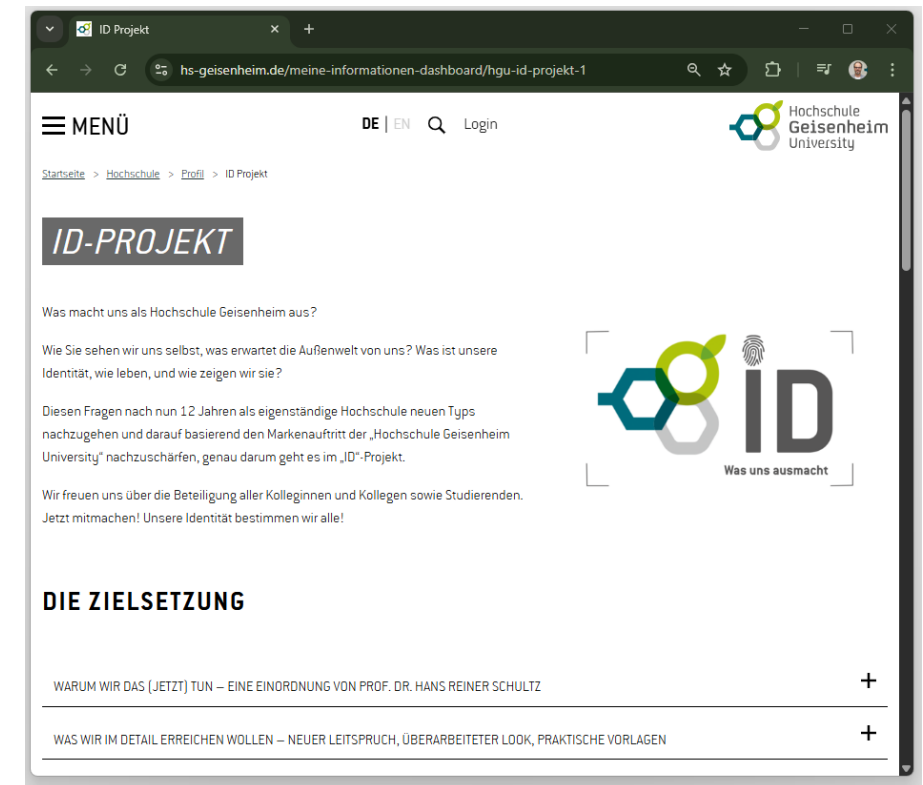 ID Projekt
hs-geisenheim.de/meine-informationen-dashboard/hgu-id-projekt-1
MENÜ
DE | EN
Login
Hochschule
Geisenheim
University
Startseite > Hochschule > Profil > ID Projekt
ID-PROJEKT
Was macht uns als Hochschule Geisenheim aus?
Wie Sie sehen wir uns selbst, was erwartet die Außenwelt von uns? Was ist unsere
Identität, wie leben, und wie zeigen wir sie?
Diesen Fragen nach nun 12 Jahren als eigenständige Hochschule neuen Typs
nachzugehen und darauf basierend den Markenauftritt der „Hochschule Geisenheim
University“ nachzuschärfen, genau darum geht es im „ID“-Projekt.
Wir freuen uns über die Beteiligung aller Kolleginnen und Kollegen sowie Studierenden.
Jetzt mitmachen! Unsere Identität bestimmen wir alle!
ID
Was uns ausmacht
DIE ZIELSETZUNG
WARUM WIR DAS (JETZT) TUN – EINE EINORDNUNG VON PROF. DR. HANS REINER SCHULTZ
WAS WIR IM DETAIL ERREICHEN WOLLEN – NEUER LEITSPRUCH, ÜBERARBEITETER LOOK, PRAKTISCHE VORLAGEN